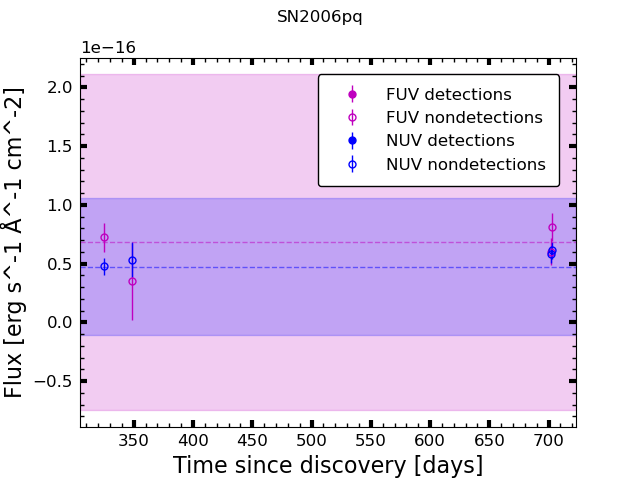 SN2006pq
1e−16
FUV detections
FUV nondetections
NUV detections
NUV nondetections
2.0
1.5
1.0
0.5
0.0
−0.5
Flux [erg s^-1 Å^-1 cm^-2]
350 400 450 500 550 600 650 700
Time since discovery [days]